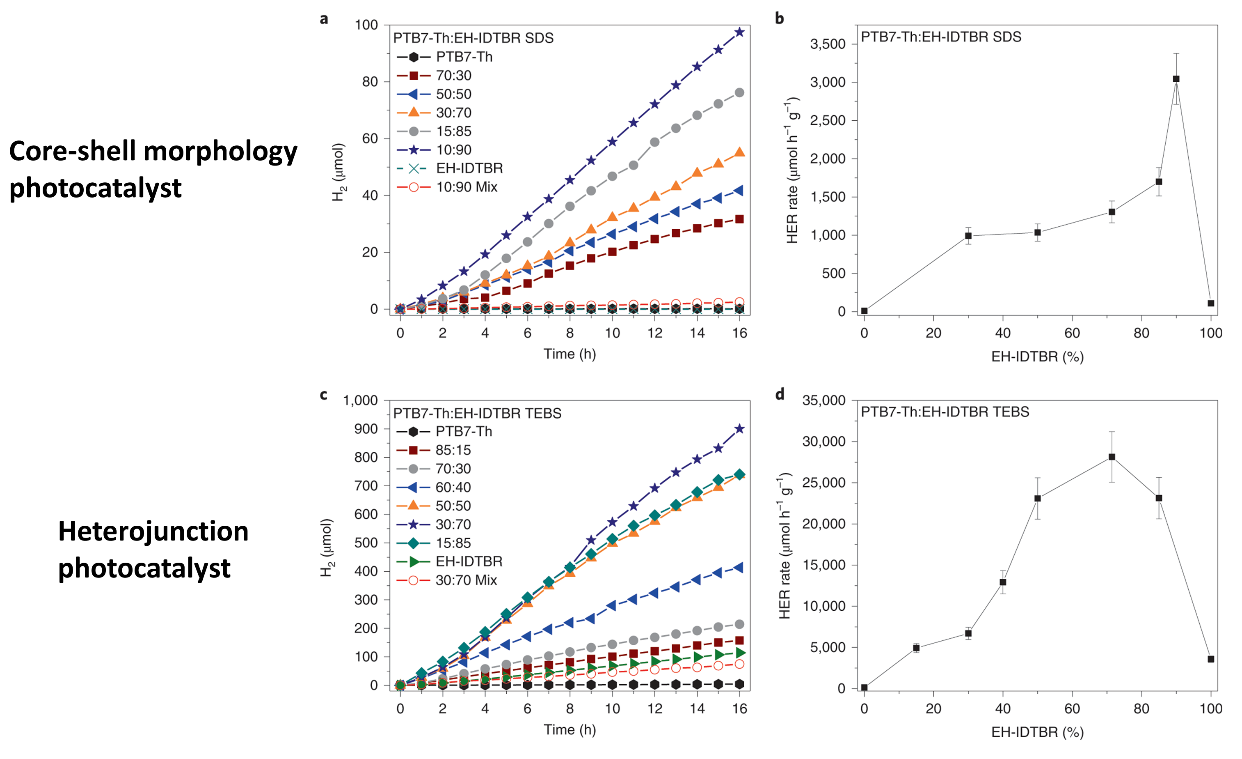 Core-shell morphology
photocatalyst
a
PTB7-Th:EH-IDTBR SDS
PTB7-Th
70:30
50:50
30:70
15:85
10:90
EH-IDTBR
10:90 Mix
100
80
60
40
20
0
H₂ (μmol)
0 2 4 6 8 10 12 14 16
Time (h)
b
PTB7-Th:EH-IDTBR SDS
3,500
3,000
2,500
2,000
1,500
1,000
500
0
HER rate (μmol h⁻¹ g⁻¹)
0 20 40 60 80 100
EH-IDTBR (%)
Heterojunction
photocatalyst
c
PTB7-Th:EH-IDTBR TEBS
PTB7-Th
85:15
70:30
60:40
50:50
30:70
15:85
EH-IDTBR
30:70 Mix
1,000
900
800
700
600
500
400
300
200
100
0
H₂ (μmol)
0 2 4 6 8 10 12 14 16
Time (h)
d
PTB7-Th:EH-IDTBR TEBS
35,000
30,000
25,000
20,000
15,000
10,000
5,000
0
HER rate (μmol h⁻¹ g⁻¹)
0 20 40 60 80 100
EH-IDTBR (%)